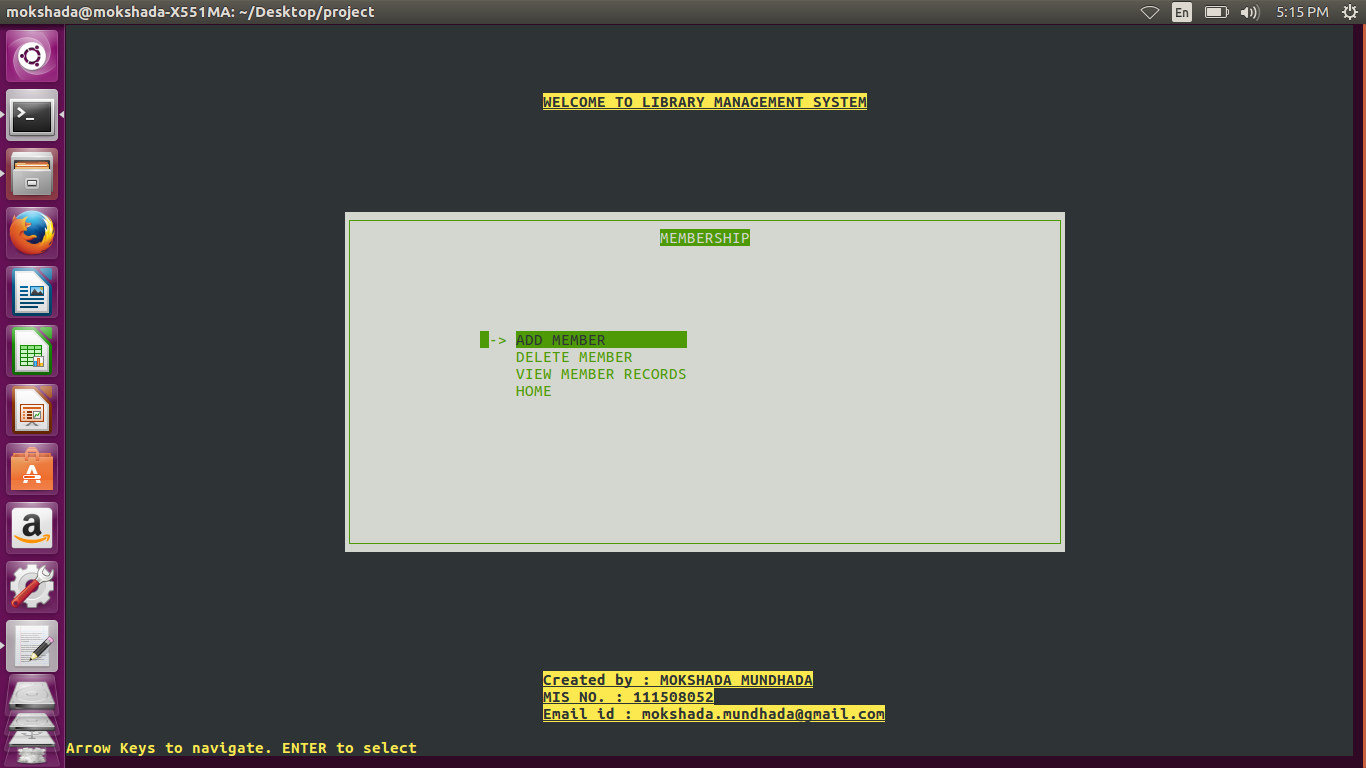 mokshada@mokshada-X551MA: ~/Desktop/project
En
5:15 PM
WELCOME TO LIBRARY MANAGEMENT SYSTEM
MEMBERSHIP
-> ADD MEMBER
DELETE MEMBER
VIEW MEMBER RECORDS
HOME
Created by : MOKSHADA MUNDHADA
MIS NO. : 111508052
Email id : mokshada.mundhada@gmail.com
Arrow Keys to navigate. ENTER to select